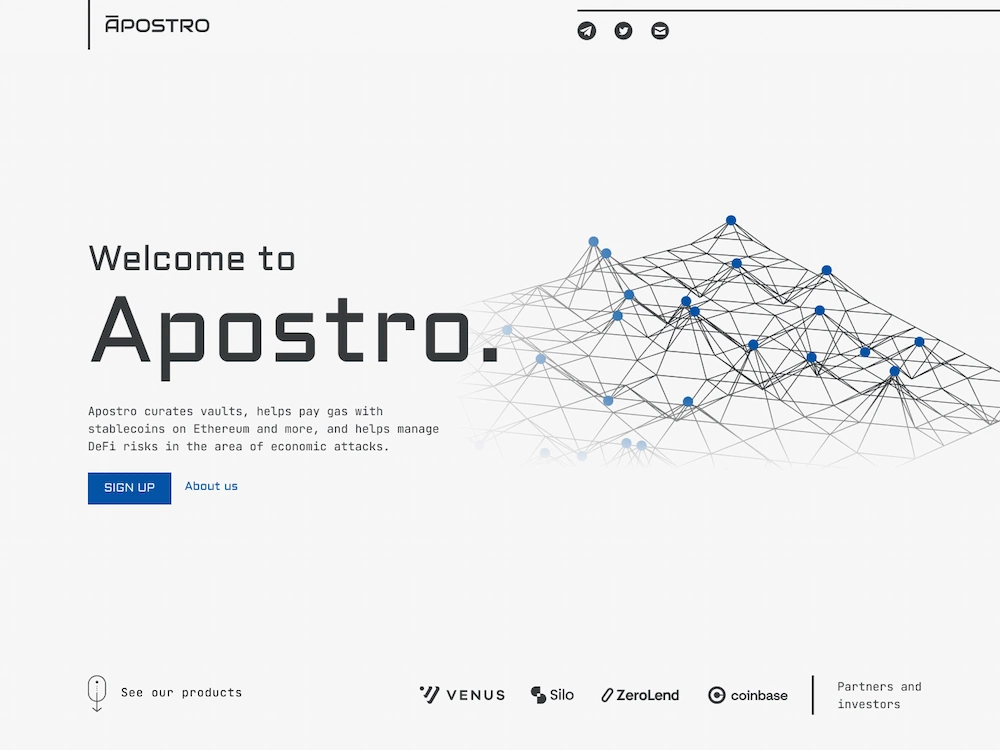 ĀPOSTRO
Welcome to
Apostro.
Apostro curates vaults, helps pay gas with
stablecoins on Ethereum and more, and helps manage
DeFi risks in the area of economic attacks.
SIGN UP
About us
See our products
VENUS
Silo
ZeroLend
coinbase
Partners and
investors